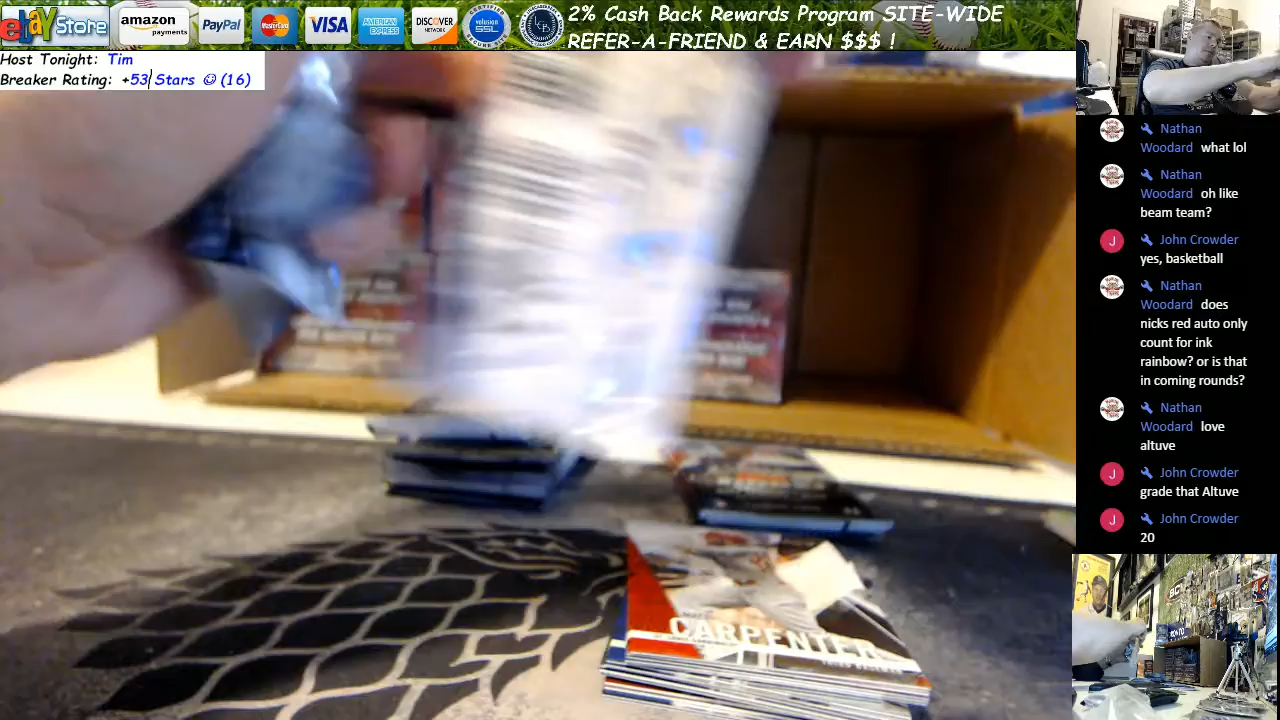 ebay Store
amazon
payments
PayPal
MasterCard
VISA
AMERICAN
EXPRESS
DISCOVER
NETWORK
2% Cash Back Rewards Program SITE-WIDE
REFER-A-FRIEND & EARN $$$ !
Host Tonight: Tim
Breaker Rating: +53 Stars ☺ (16)
Nathan
Woodard what lol
Nathan
Woodard oh like
beam team?
J John Crowder
yes, basketball
Nathan
Woodard does
nicks red auto only
count for ink
rainbow? or is that
in coming rounds?
Nathan
Woodard love
altuve
J John Crowder
grade that Altuve
J John Crowder
20
CARPENTER